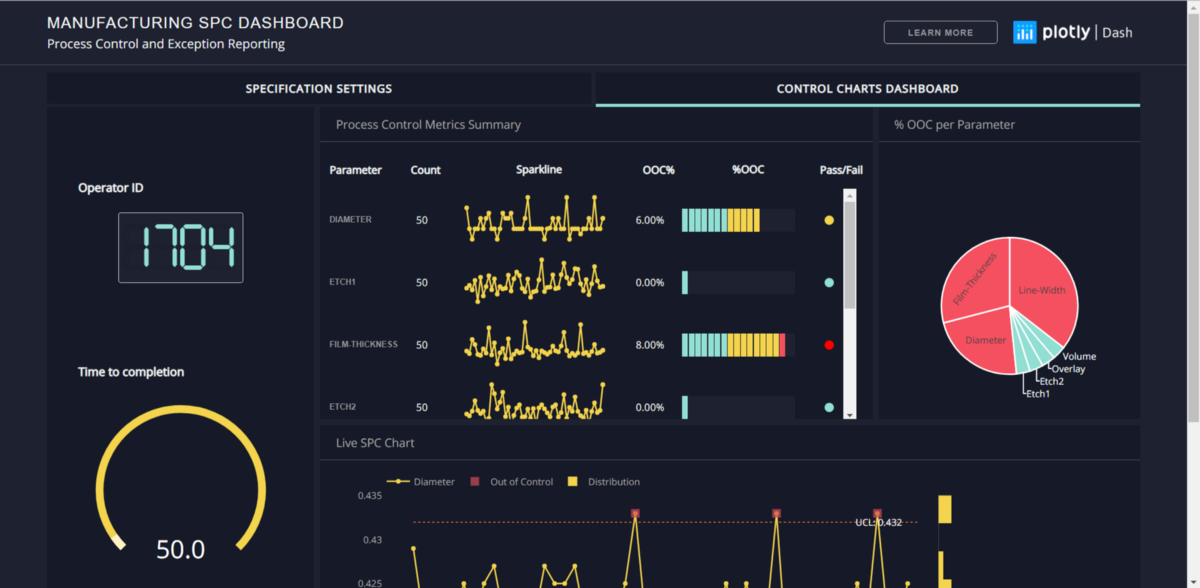 MANUFACTURING SPC DASHBOARD
Process Control and Exception Reporting
LEARN MORE
plotly | Dash
SPECIFICATION SETTINGS
CONTROL CHARTS DASHBOARD
Operator ID
1704
Time to completion
50.0
Process Control Metrics Summary
Parameter Count Sparkline OOC% %OOC Pass/Fail
DIAMETER 50 6.00%
ETCH1 50 0.00%
FILM-THICKNESS 50 8.00%
ETCH2 50 0.00%
% OOC per Parameter
Film-Thickness
Line-Width
Diameter
Volume
Overlay
Etch2
Etch1
Live SPC Chart
Diameter Out of Control Distribution
0.435
UCL: 0.432
0.43
0.425